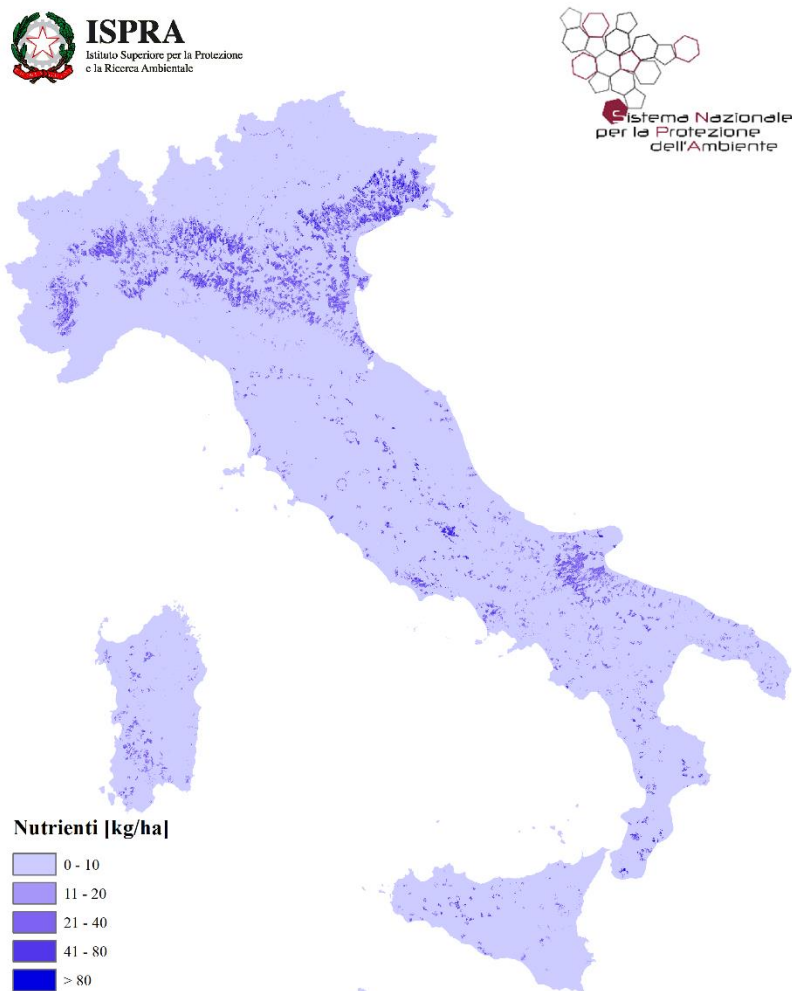 ISPRA
Istituto Superiore per la Protezione
e la Ricerca Ambientale
Sistema Nazionale
per la Protezione
dell'Ambiente
Nutrienti [kg/ha]
0 - 10
11 - 20
21 - 40
41 - 80
> 80